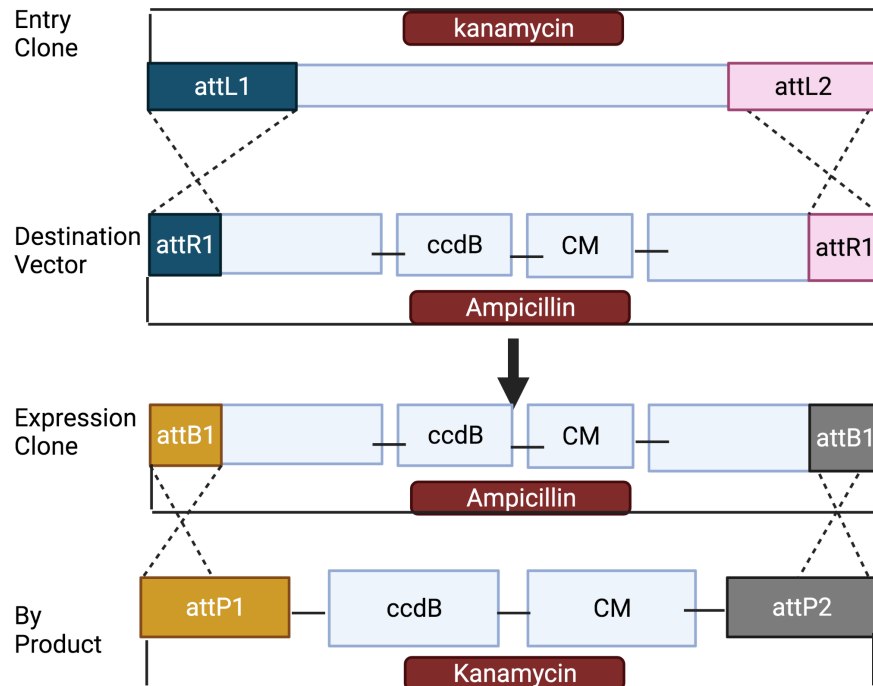 Entry
Clone
kanamycin
attL1
attL2
Destination
Vector
attR1
ccdB
CM
attR1
Ampicillin
Expression
Clone
attB1
ccdB
CM
attB1
Ampicillin
By
Product
attP1
ccdB
CM
attP2
Kanamycin